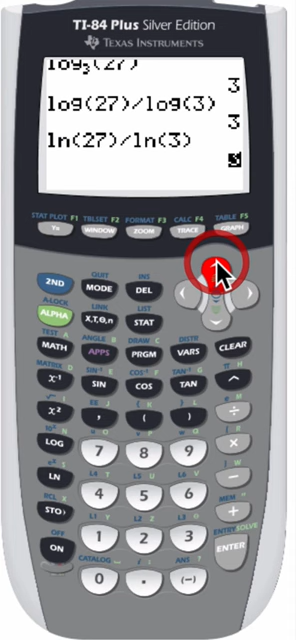 TI-84 Plus Silver Edition
TEXAS INSTRUMENTS
log₃(27)
3
log(27)/log(3)
3
ln(27)/ln(3)
3
STAT PLOT F1 TBLSET F2 FORMAT F3 CALC F4 TABLE F5
Y= WINDOW ZOOM TRACE GRAPH
QUIT INS
2ND MODE DEL
A-LOCK LINK LIST
ALPHA X,T,Θ,n STAT
TEST A ANGLE B DRAW C DISTR
MATH APPS PRGM VARS CLEAR
MATRIX D SIN⁻¹ E COS⁻¹ F TAN⁻¹ G π H
x⁻¹ SIN COS TAN ^
√ I EE J { K } L e M
x² , ( ) ÷
10ˣ N u O v P w Q [ R
LOG 7 8 9 ×
eˣ S L4 T L5 U L6 V ] W
LN 4 5 6 −
RCL X L1 Y L2 Z L3 θ MEM "
STO› 1 2 3 +
OFF CATALOG i : ANS ? ENTRY SOLVE
ON 0 . (−) ENTER